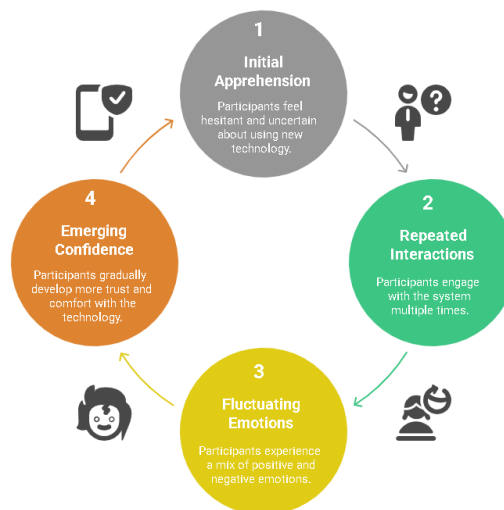 1
Initial
Apprehension
Participants feel
hesitant and uncertain
about using new
technology.
?
2
Repeated
Interactions
Participants engage
with the system
multiple times.
3
Fluctuating
Emotions
Participants experience
a mix of positive and
negative emotions.
4
Emerging
Confidence
Participants gradually
develop more trust and
comfort with the
technology.